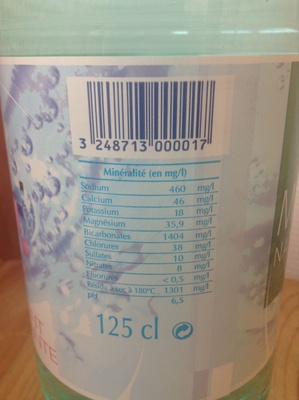 3 248713 000017
Minéralité (en mg/l)
Sodium 460 mg/l
Calcium 46 mg/l
Potassium 18 mg/l
Magnésium 35,9 mg/l
Bicarbonates 1404 mg/l
Chlorures 38 mg/l
Sulfates 10 mg/l
Nitrates 8 mg/l
Fluorures < 0,5 mg/l
Résidu à sec à 180°C 1301 mg/l
pH 6,5
125 cl